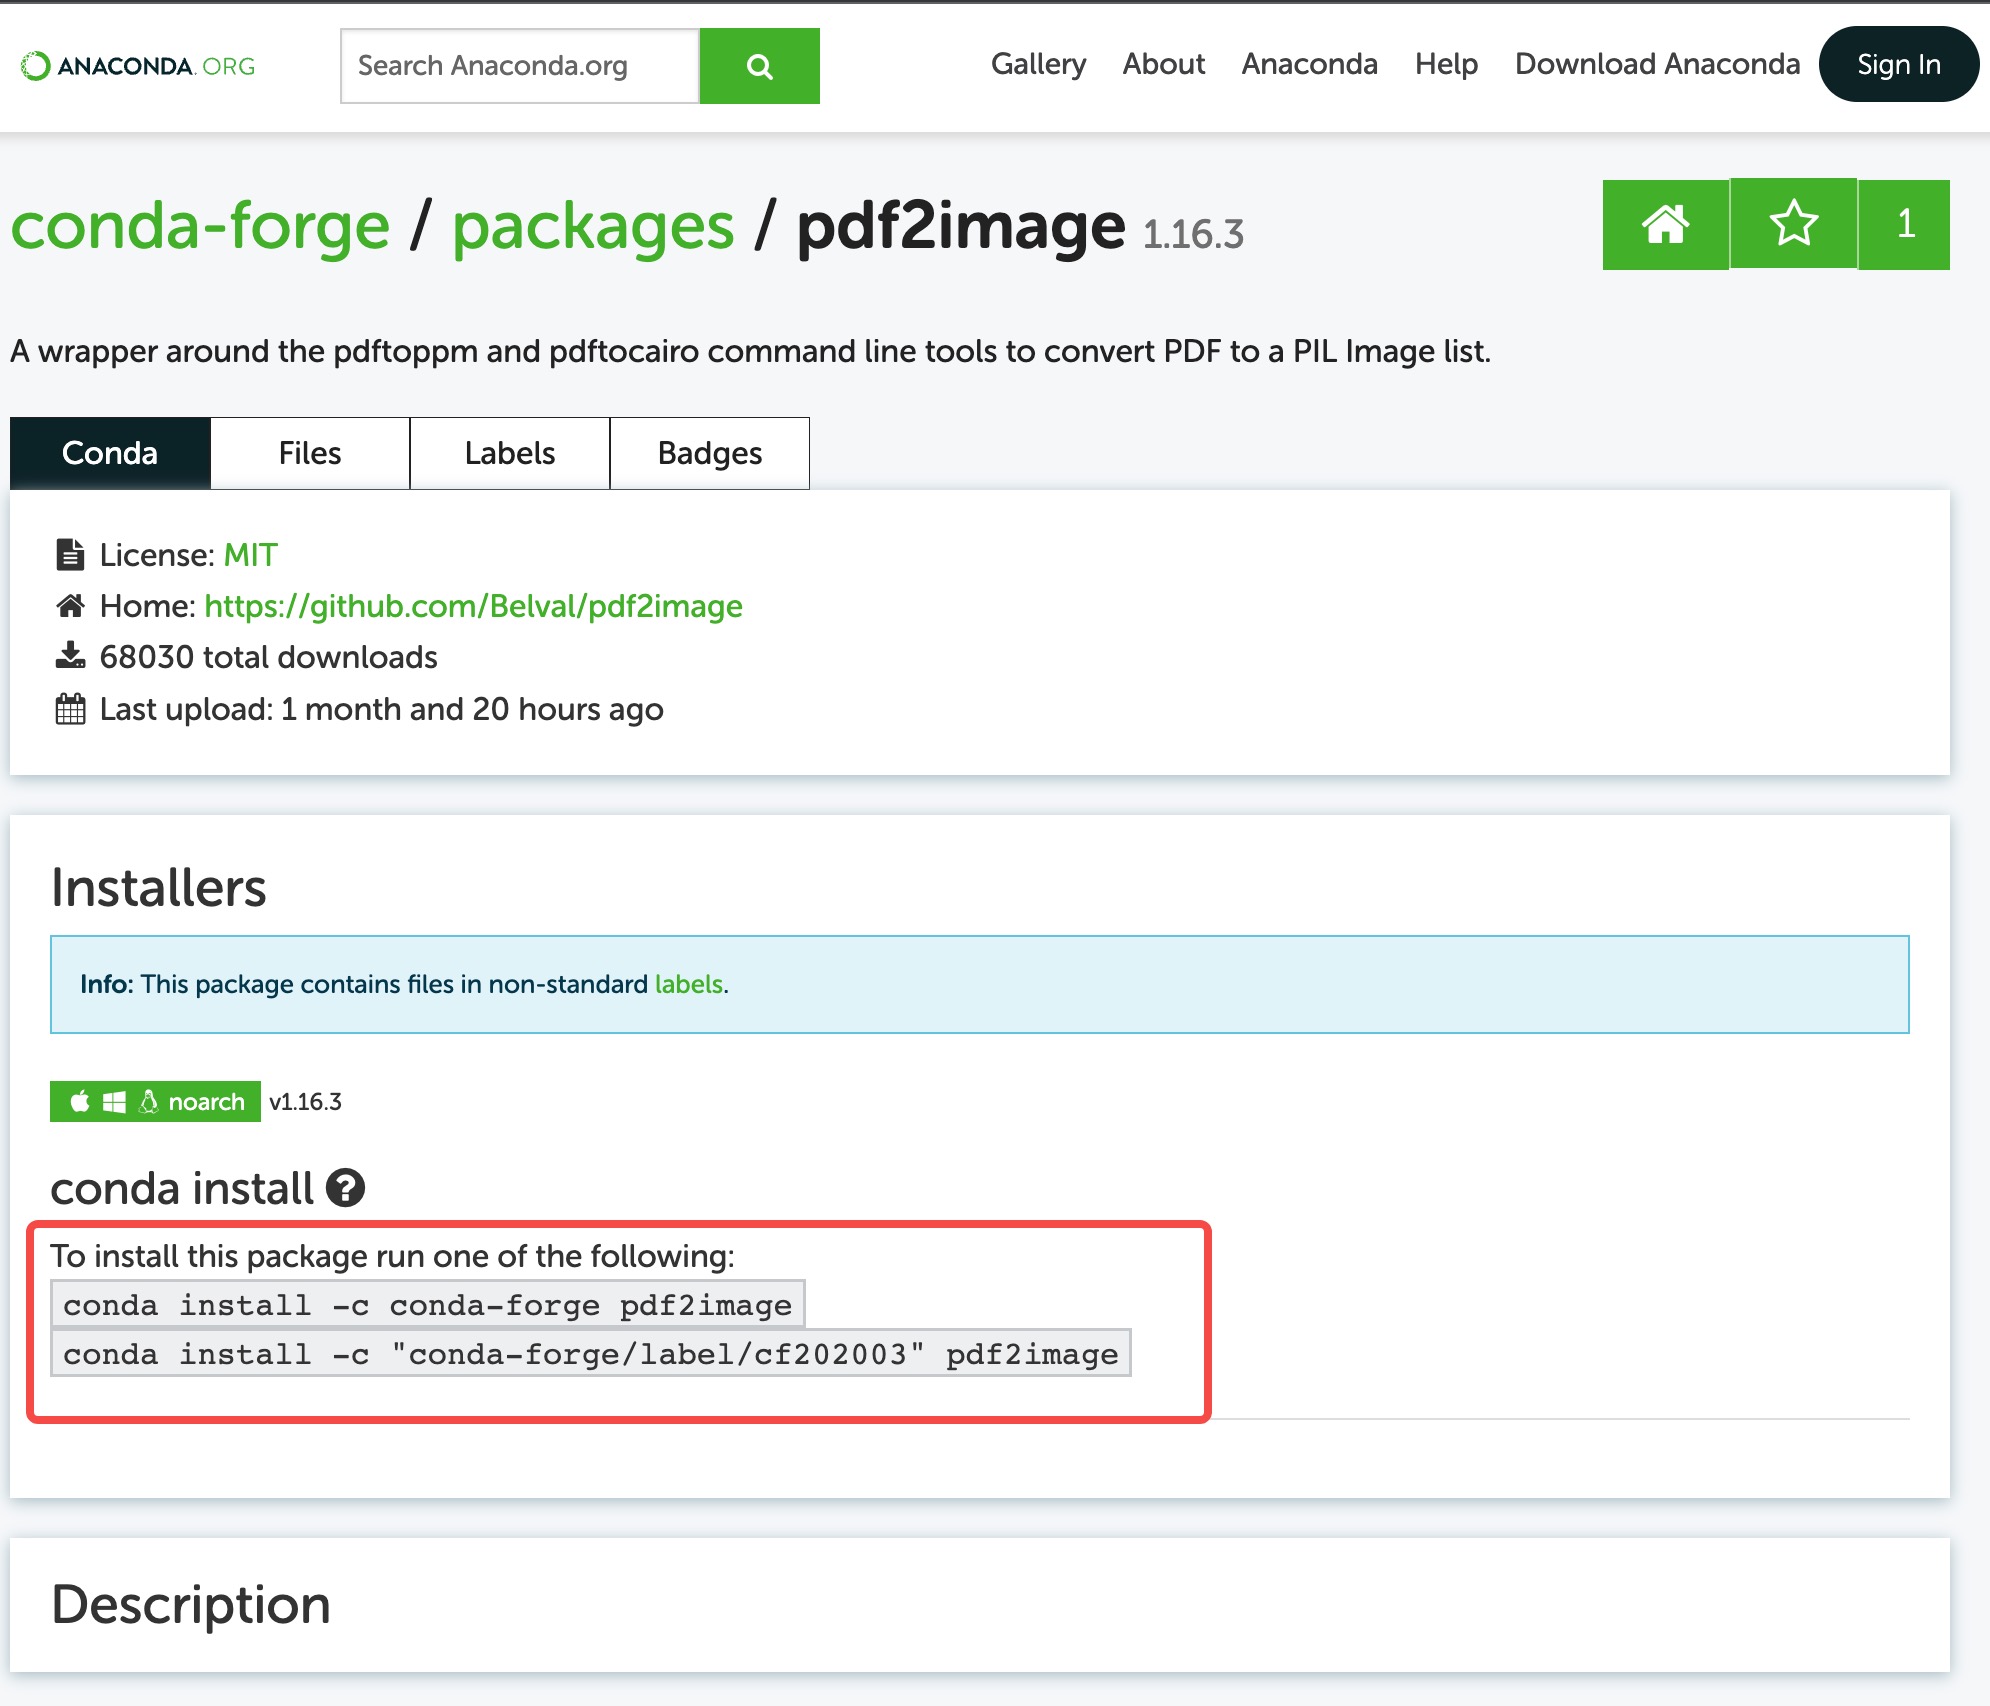 ANACONDA.ORG
Search Anaconda.org
Gallery About Anaconda Help Download Anaconda Sign In
conda-forge / packages / pdf2image 1.16.3
1
A wrapper around the pdftoppm and pdftocairo command line tools to convert PDF to a PIL Image list.
Conda Files Labels Badges
License: MIT
Home: https://github.com/Belval/pdf2image
68030 total downloads
Last upload: 1 month and 20 hours ago
Installers
Info: This package contains files in non-standard labels.
noarch v1.16.3
conda install ?
To install this package run one of the following:
conda install -c conda-forge pdf2image
conda install -c "conda-forge/label/cf202003" pdf2image
Description